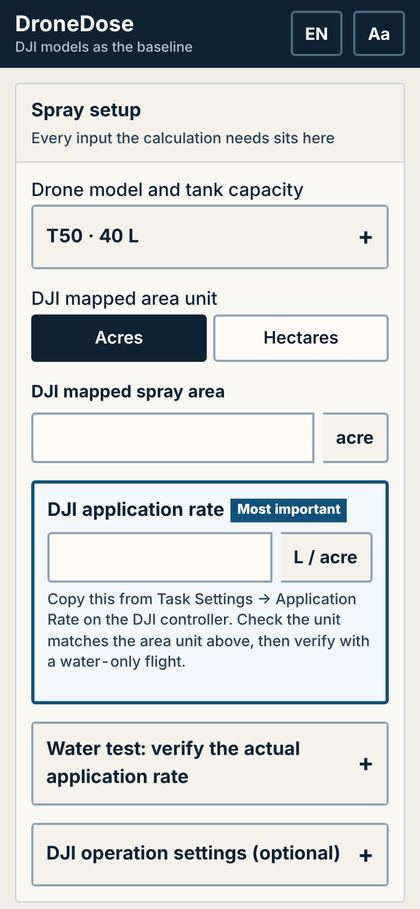 DroneDose
DJI models as the baseline
EN
Aa
Spray setup
Every input the calculation needs sits here
Drone model and tank capacity
T50 · 40 L
+
DJI mapped area unit
Acres
Hectares
DJI mapped spray area
acre
DJI application rate
Most important
L / acre
Copy this from Task Settings → Application
Rate on the DJI controller. Check the unit
matches the area unit above, then verify with
a water-only flight.
Water test: verify the actual
application rate
+
DJI operation settings (optional)
+